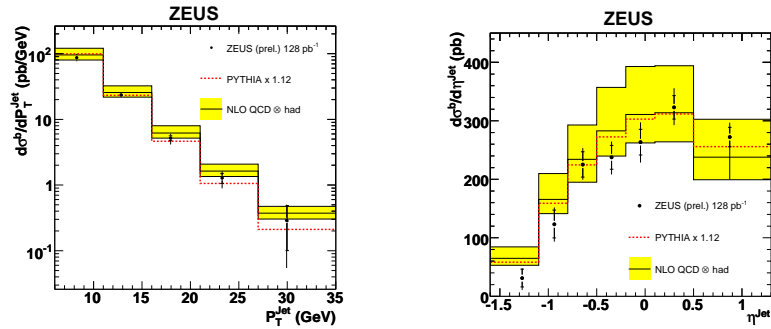 ZEUS
dσᵇ/dP_T^Jet (pb/GeV)
10²
10
1
10⁻¹
ZEUS (prel.) 128 pb⁻¹
PYTHIA x 1.12
NLO QCD ⊗ had
10 15 20 25 30 35
P_T^Jet (GeV)
ZEUS
dσᵇ/dη^Jet (pb)
400
300
200
100
0
ZEUS (prel.) 128 pb⁻¹
PYTHIA x 1.12
NLO QCD ⊗ had
-1.5 -1 -0.5 0 0.5 1
η^Jet